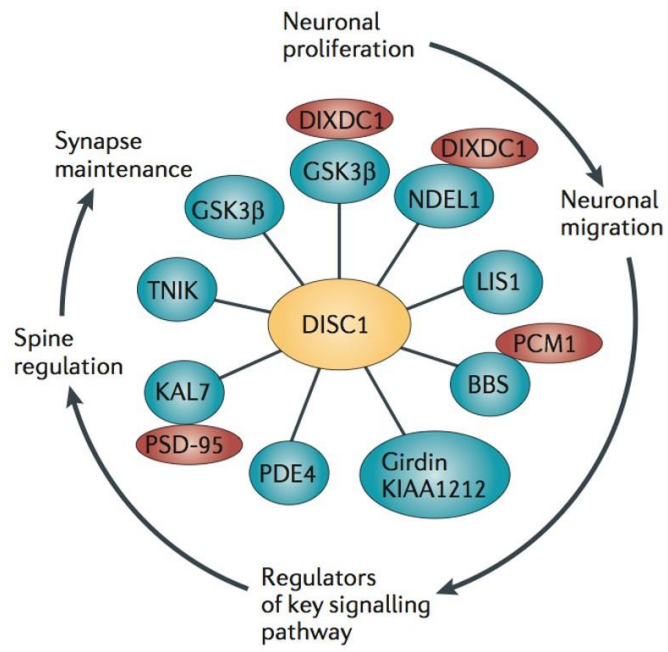 Neuronal
proliferation
DIXDC1
GSK3β
DIXDC1
NDEL1
Synapse
maintenance
GSK3β
Neuronal
migration
LIS1
TNIK
DISC1
PCM1
BBS
Spine
regulation
KAL7
PSD-95
PDE4
Girdin
KIAA1212
Regulators
of key signalling
pathway